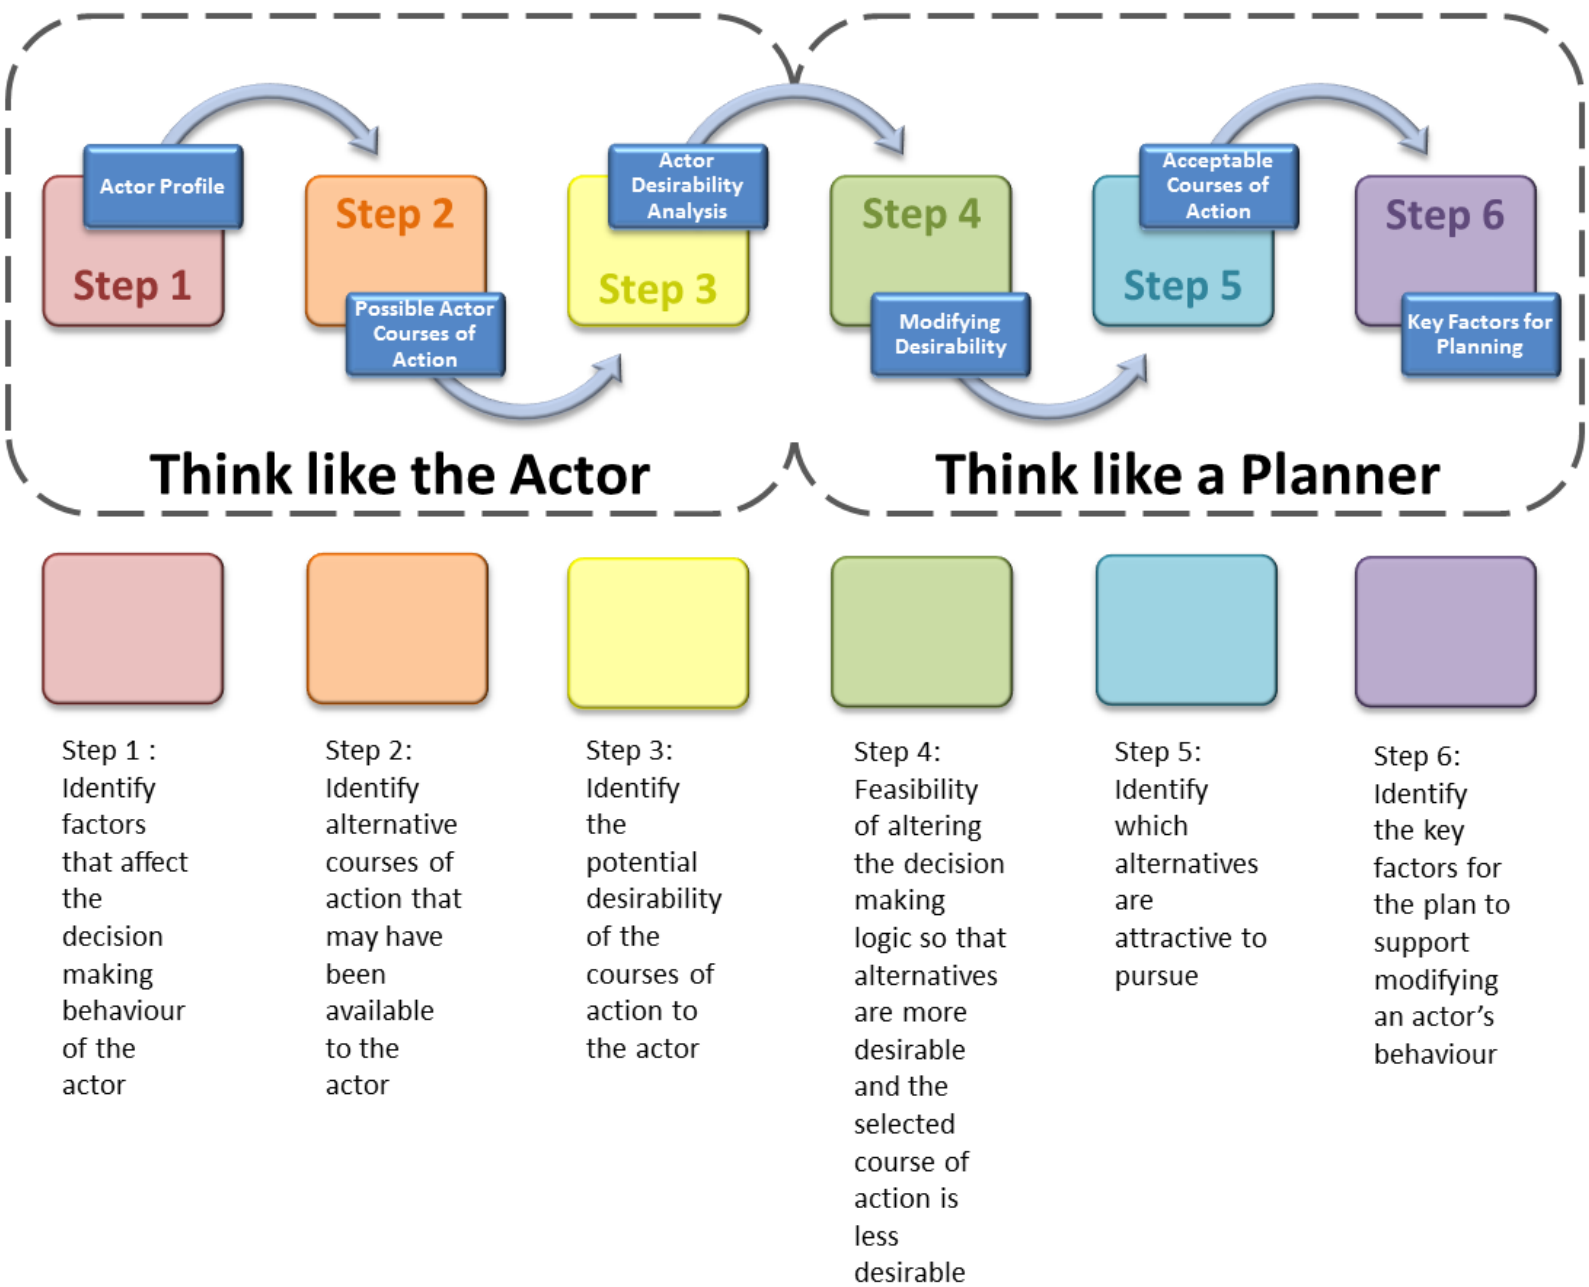 Actor Profile
Step 1
Step 2
Possible Actor
Courses of
Action
Actor
Desirability
Analysis
Step 3
Step 4
Modifying
Desirability
Acceptable
Courses of
Action
Step 5
Step 6
Key Factors for
Planning
Think like the Actor
Think like a Planner
Step 1 :
Identify
factors
that affect
the
decision
making
behaviour
of the
actor
Step 2:
Identify
alternative
courses of
action that
may have
been
available
to the
actor
Step 3:
Identify
the
potential
desirability
of the
courses of
action to
the actor
Step 4:
Feasibility
of altering
the decision
making
logic so that
alternatives
are more
desirable
and the
selected
course of
action is
less
desirable
Step 5:
Identify
which
alternatives
are
attractive to
pursue
Step 6:
Identify
the key
factors for
the plan to
support
modifying
an actor’s
behaviour